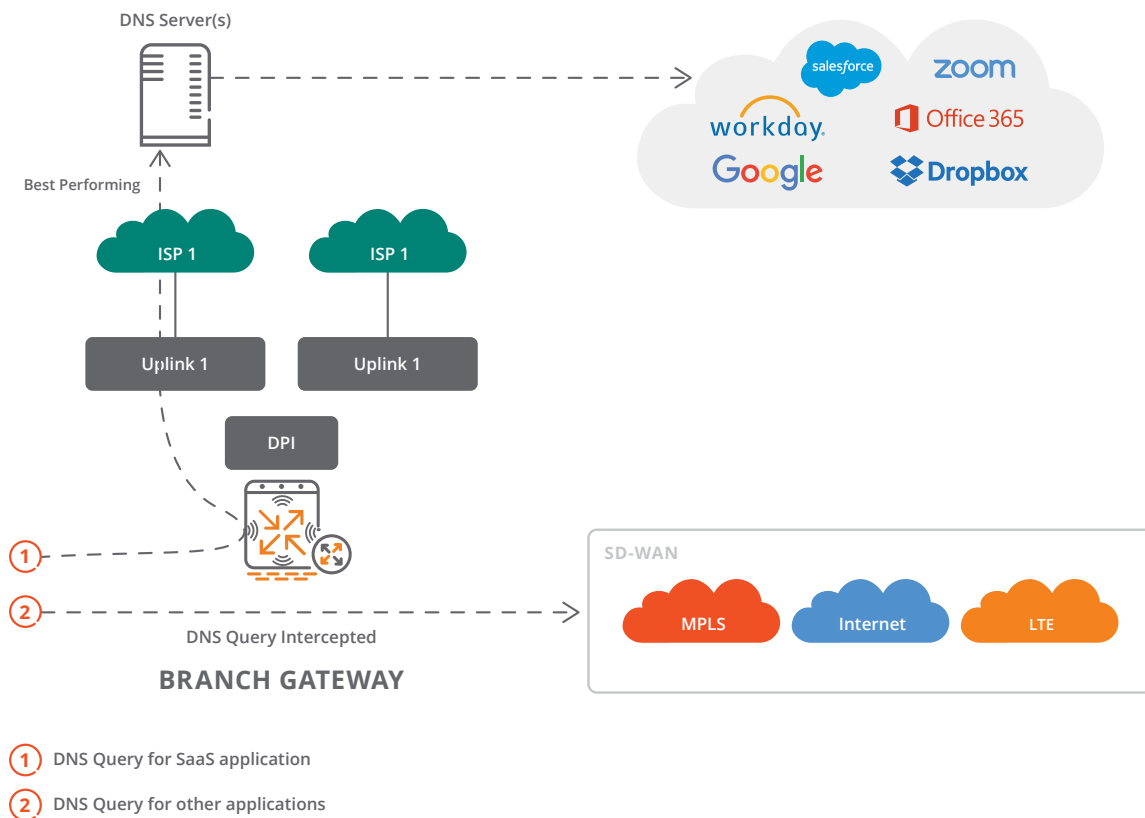 DNS Server(s)
salesforce
zoom
workday.
Office 365
Google
Dropbox
Best Performing
ISP 1
ISP 1
Uplink 1
Uplink 1
DPI
1
SD-WAN
2
MPLS
Internet
LTE
DNS Query Intercepted
BRANCH GATEWAY
1 DNS Query for SaaS application
2 DNS Query for other applications